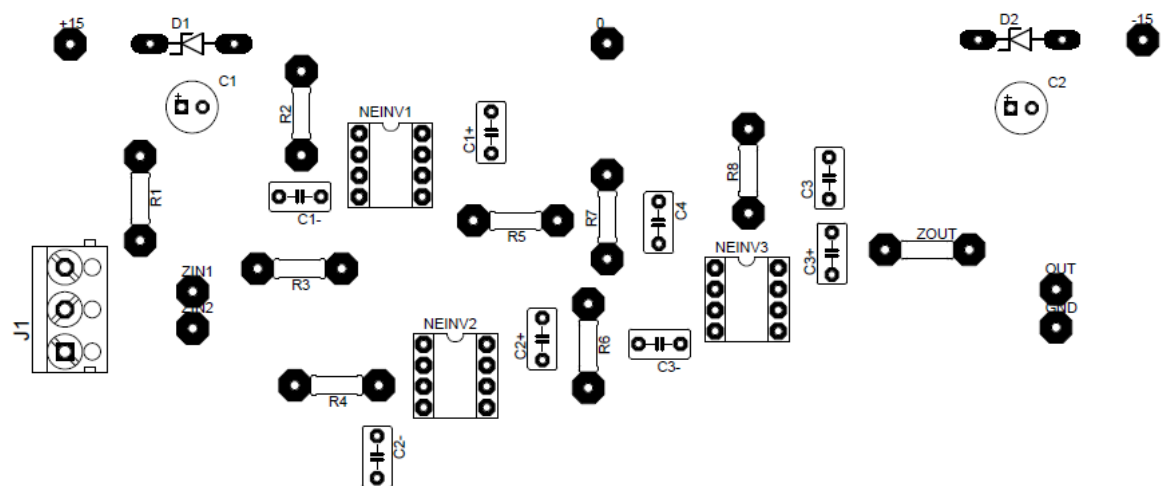 +15
D1
0
D2
-15
C1
C2
R2
NEINV1
C1+
R1
C1-
R8
C3
R7
C4
R5
ZOUT
NEINV3
C3+
R3
ZIN1
ZIN2
OUT
GND
J1
NEINV2
C2+
R6
C3-
R4
C2-
+
+